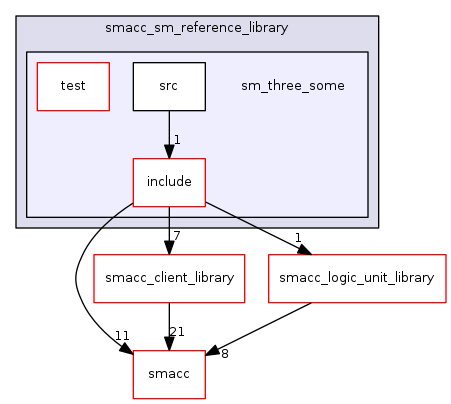 smacc_sm_reference_library
test
src
sm_three_some
1
include
7
1
smacc_client_library
smacc_logic_unit_library
11
21
8
smacc